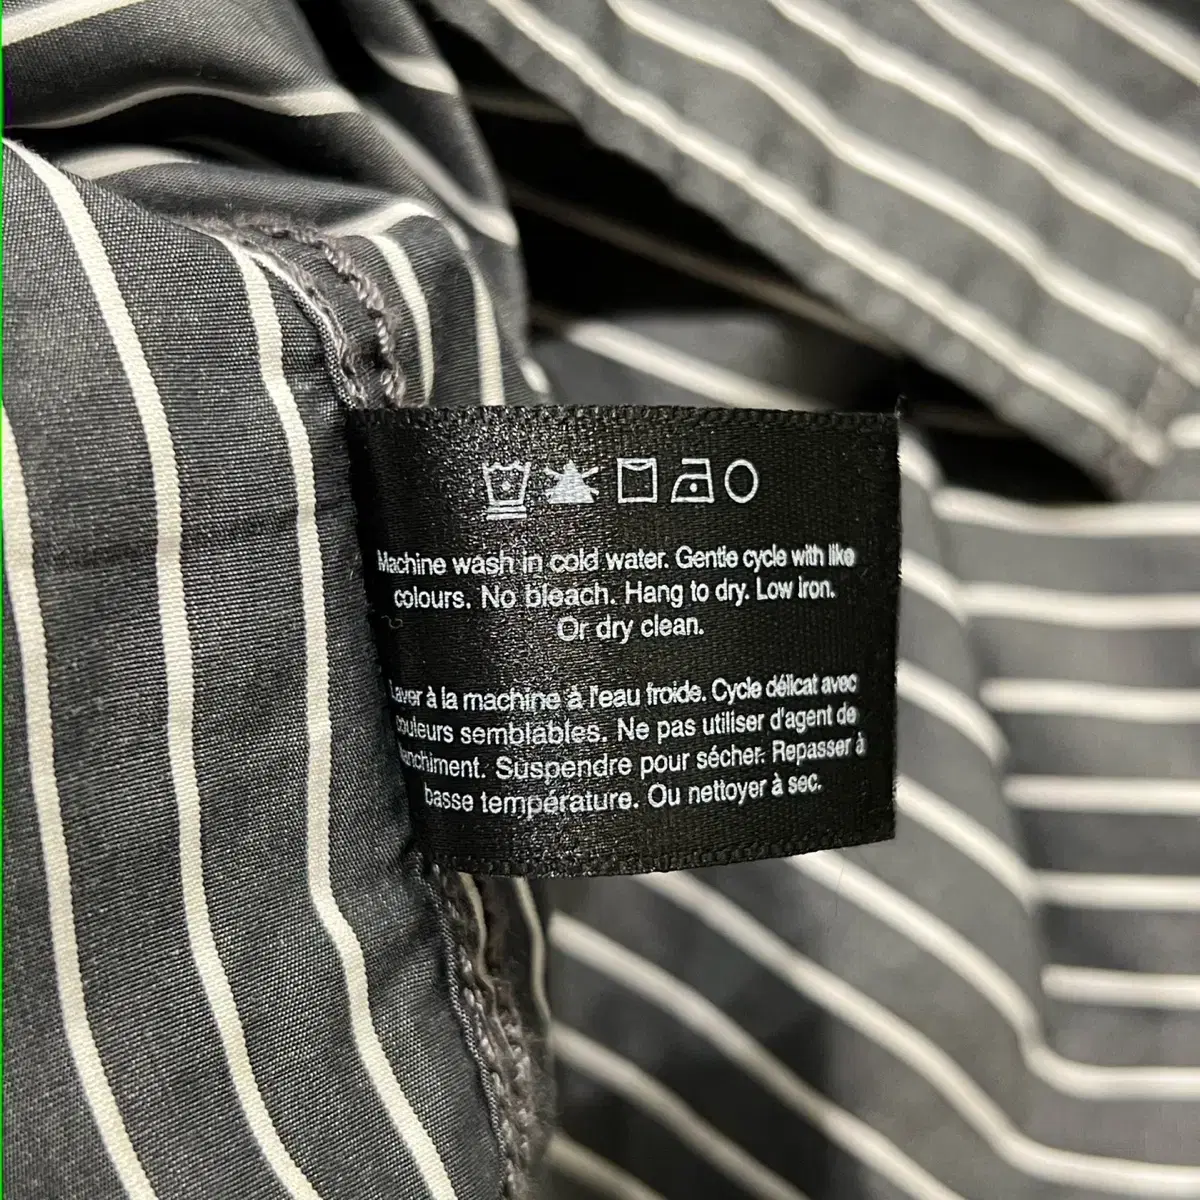 Machine wash in cold water. Gentle cycle with like
colours. No bleach. Hang to dry. Low iron.
Or dry clean.
Laver à la machine à l'eau froide. Cycle délicat avec
couleurs semblables. Ne pas utiliser d'agent de
lanchiment. Suspendre pour sécher. Repasser à
basse température. Ou nettoyer à sec.